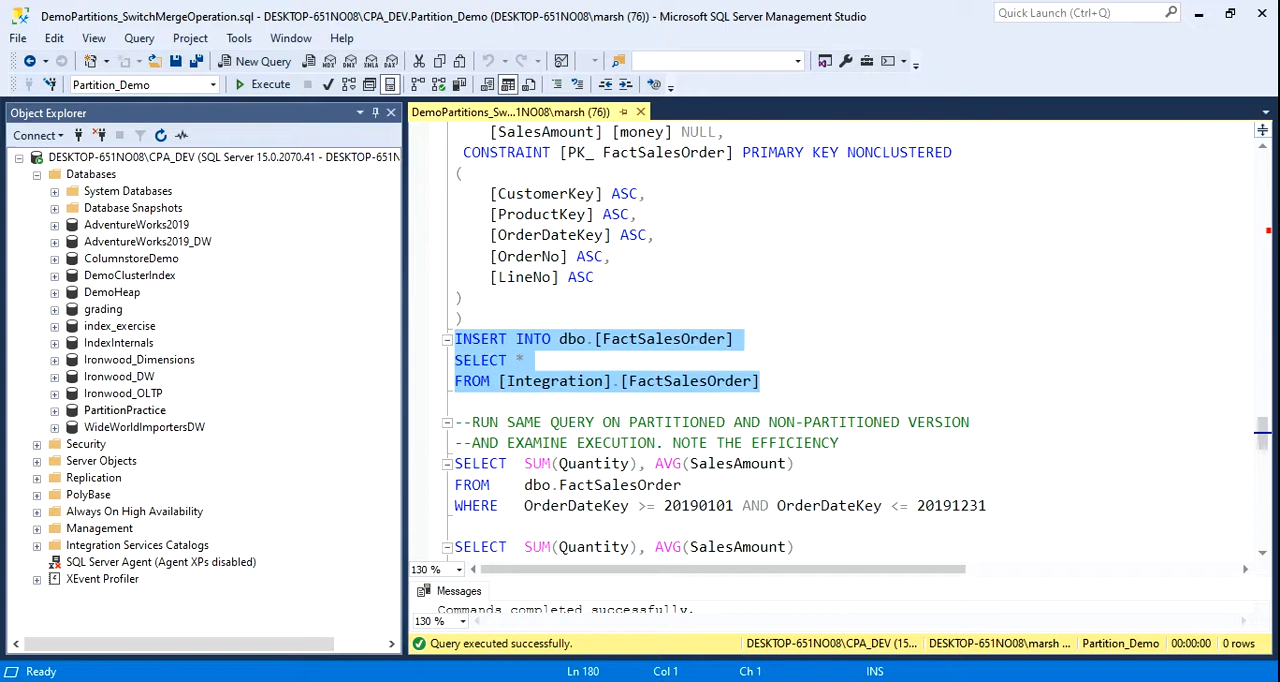 DemoPartitions_SwitchMergeOperation.sql - DESKTOP-651NO08\CPA_DEV.Partition_Demo (DESKTOP-651NO08\marsh (76)) - Microsoft SQL Server Management Studio
Quick Launch (Ctrl+Q)
File Edit View Query Project Tools Window Help
New Query
MDX DMX XMLA DAX
Partition_Demo Execute
Object Explorer
DemoPartitions_Sw...1NO08\marsh (76))
Connect
DESKTOP-651NO08\CPA_DEV (SQL Server 15.0.2070.41 - DESKTOP-651N
Databases
System Databases
Database Snapshots
AdventureWorks2019
AdventureWorks2019_DW
ColumnstoreDemo
DemoClusterIndex
DemoHeap
grading
index_exercise
IndexInternals
Ironwood_Dimensions
Ironwood_DW
Ironwood_OLTP
PartitionPractice
WideWorldImportersDW
Security
Server Objects
Replication
PolyBase
Always On High Availability
Management
Integration Services Catalogs
SQL Server Agent (Agent XPs disabled)
XEvent Profiler
[SalesAmount] [money] NULL,
CONSTRAINT [PK_ FactSalesOrder] PRIMARY KEY NONCLUSTERED
(
[CustomerKey] ASC,
[ProductKey] ASC,
[OrderDateKey] ASC,
[OrderNo] ASC,
[LineNo] ASC
)
)
INSERT INTO dbo.[FactSalesOrder]
SELECT *
FROM [Integration].[FactSalesOrder]
--RUN SAME QUERY ON PARTITIONED AND NON-PARTITIONED VERSION
--AND EXAMINE EXECUTION. NOTE THE EFFICIENCY
SELECT SUM(Quantity), AVG(SalesAmount)
FROM dbo.FactSalesOrder
WHERE OrderDateKey >= 20190101 AND OrderDateKey <= 20191231
SELECT SUM(Quantity), AVG(SalesAmount)
130 %
Messages
Commands completed successfully.
130 %
Query executed successfully. DESKTOP-651NO08\CPA_DEV (15.... DESKTOP-651NO08\marsh ... Partition_Demo 00:00:00 0 rows
Ready Ln 180 Col 1 Ch 1 INS